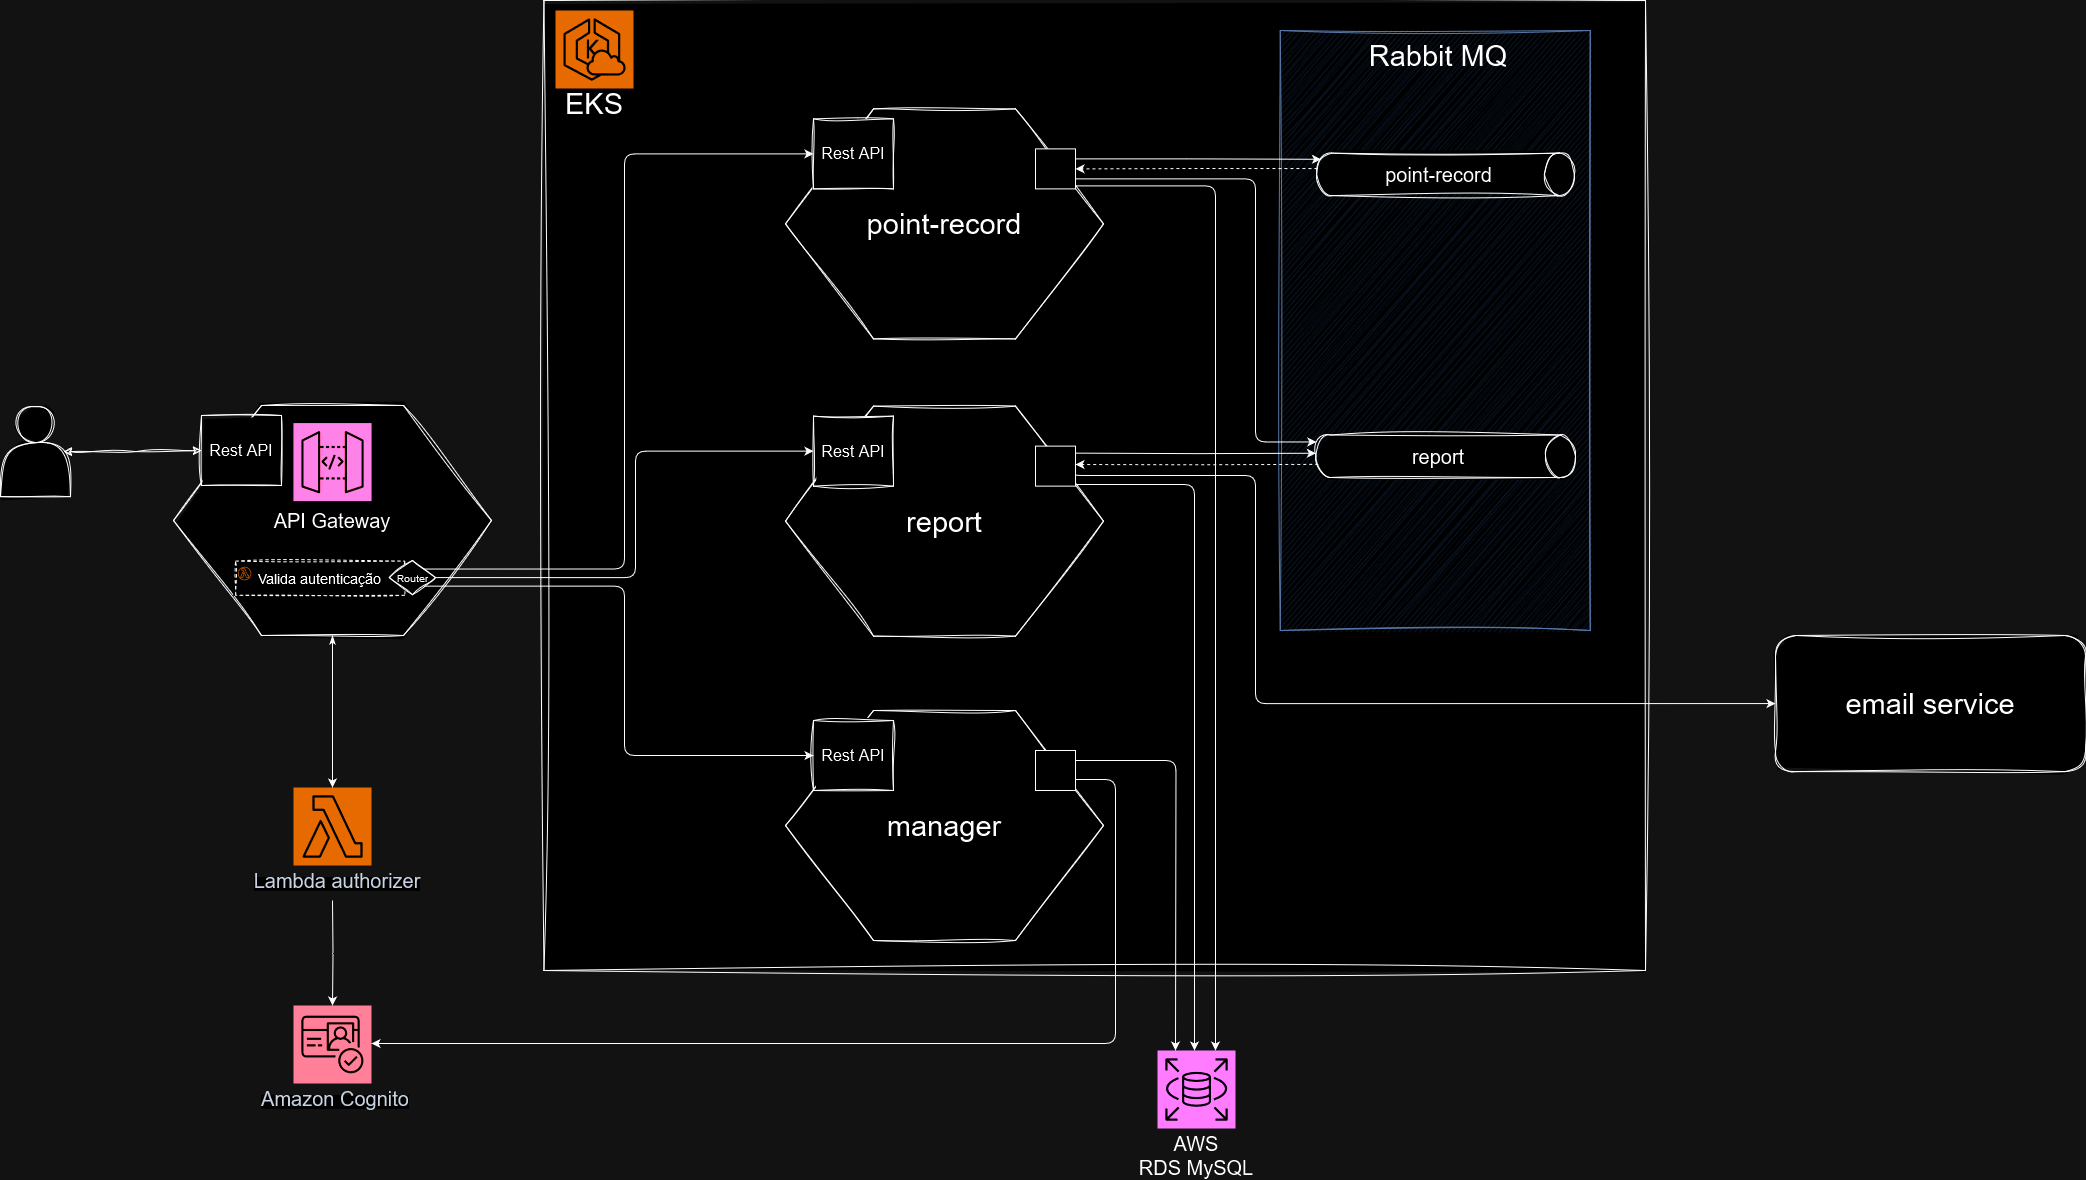 EKS
Rabbit MQ
Rest API
point-record
point-record
Rest API
API Gateway
Valida autenticação
Router
Rest API
report
report
email service
Rest API
manager
Lambda authorizer
Amazon Cognito
AWS
RDS MySQL